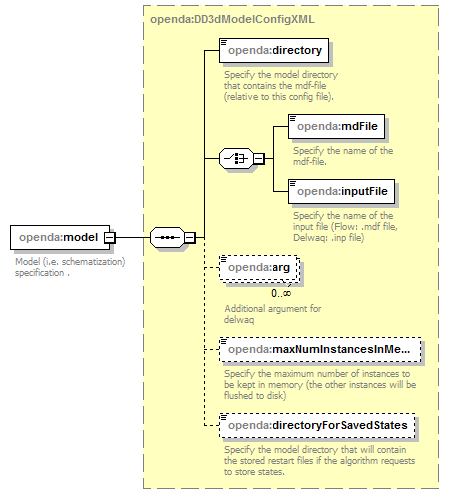 openda:DD3dModelConfigXML
openda:directory
Specify the model directory
that contains the mdf-file
(relative to this config file).
openda:mdFile
Specify the name of the
mdf-file.
openda:inputFile
Specify the name of the
input file (Flow: .mdf file,
Delwaq: .inp file)
openda:model
Model (i.e. schematization)
specification .
openda:arg
0..∞
Additional argument for
delwaq
openda:maxNumInstancesInMe...
Specify the maximum number of instances to
be kept in memory (the other instances will be
flushed to disk)
openda:directoryForSavedStates
Specify the model directory that will contain
the stored restart files if the algorithm requests
to store states.